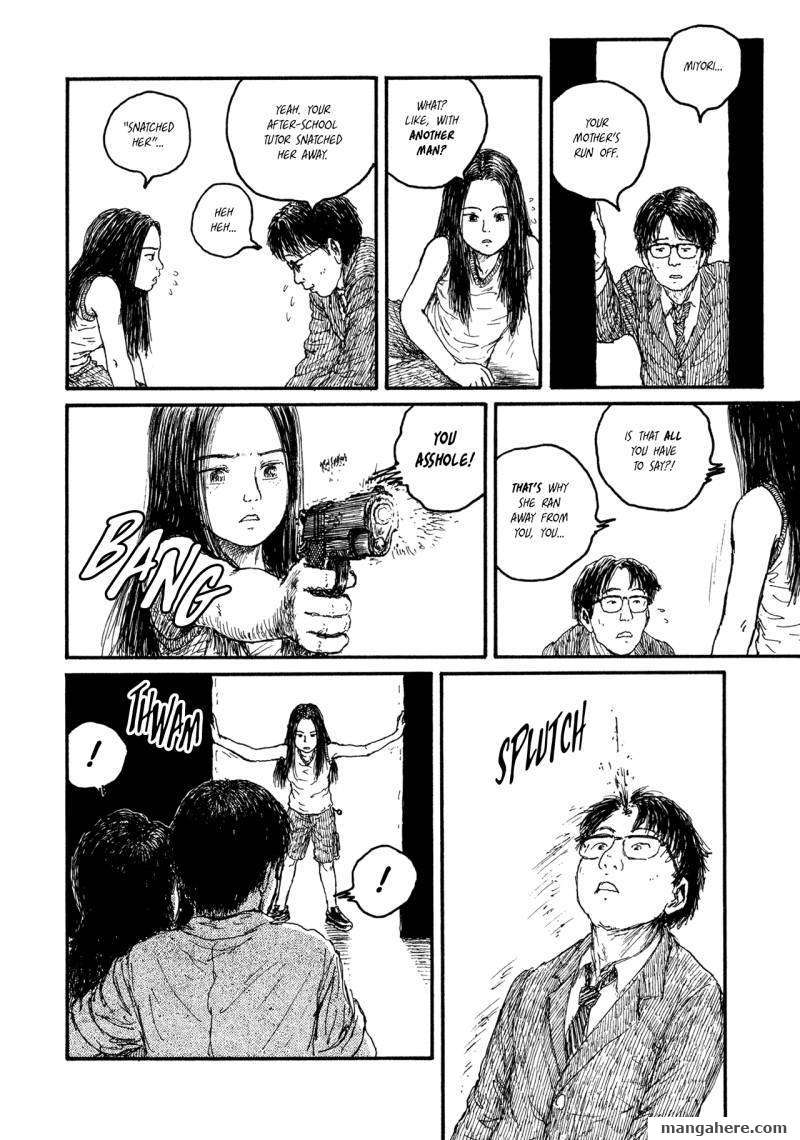 MIYORI...
YOUR
MOTHER'S
RUN OFF.
WHAT?
LIKE, WITH
ANOTHER
MAN?
YEAH. YOUR
AFTER-SCHOOL
TUTOR SNATCHED
HER AWAY.
"SNATCHED
HER"...
HEH
HEH...
IS THAT ALL
YOU HAVE
TO SAY?!
THAT'S WHY
SHE RAN
AWAY FROM
YOU, YOU...
YOU
ASSHOLE!
BANG
SPLUTCH
THWAM
!
!
mangahere.com